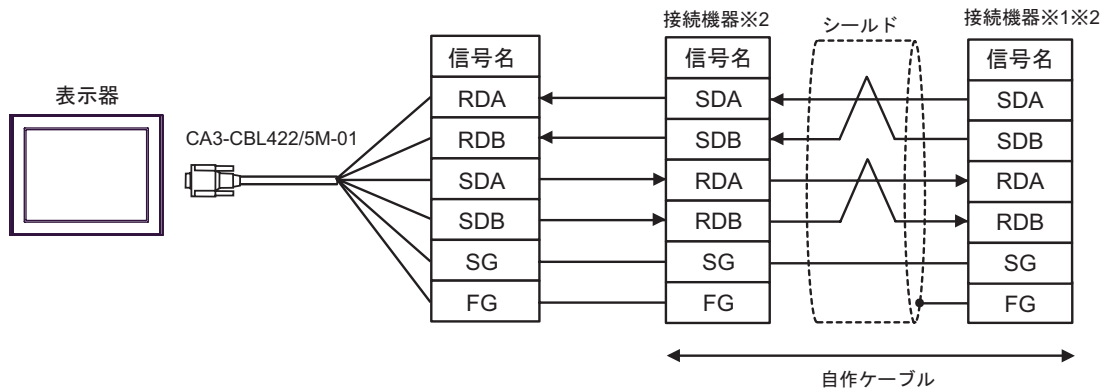 表示器
CA3-CBL422/5M-01
信号名
RDA
RDB
SDA
SDB
SG
FG
接続機器※2
信号名
SDA
SDB
RDA
RDB
SG
FG
シールド
接続機器※1※2
信号名
SDA
SDB
RDA
RDB
SG
FG
自作ケーブル